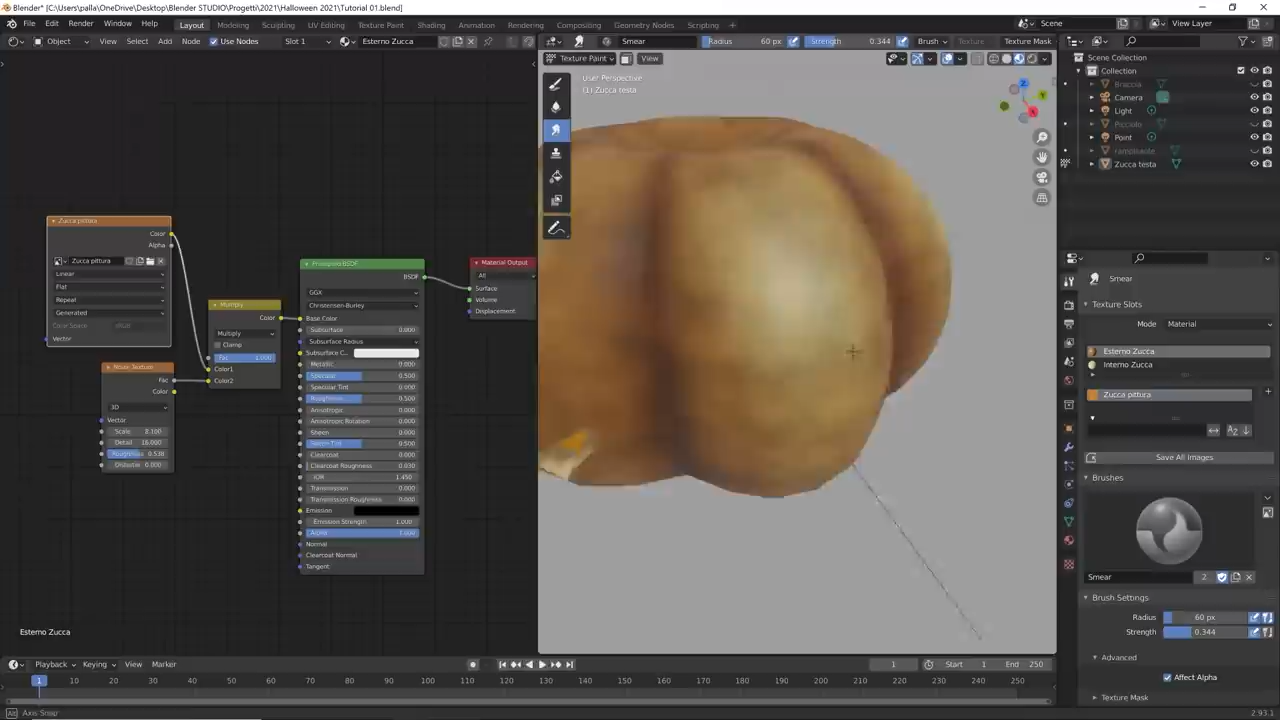 Blender* [C:\Users\palla\OneDrive\Desktop\Blender STUDIO\Progetti\2021\Halloween 2021\Tutorial 01.blend]
File Edit Render Window Help Layout Modeling Sculpting UV Editing Texture Paint Shading Animation Rendering Compositing Geometry Nodes Scripting Scene View Layer
Object View Select Add Node Use Nodes Slot 1 Esterno Zucca Smear Radius 60 px Strength 0.344 Brush Texture Texture Mask
Texture Paint View
Scene Collection
Collection
Braccia
Camera
Light
Picciolo
Point
rampicante
Zucca testa
User Perspective
(1) Zucca testa
Zucca pittura
Color
Alpha
Zucca pittura
Linear
Flat
Repeat
Generated
Color Space sRGB
Vector
Noise Texture
Fac
Color
3D
Vector
Scale 8.100
Detail 16.000
Roughness 0.538
Distortio 0.000
Multiply
Color
Multiply
Clamp
Fac 1.000
Color1
Color2
Principled BSDF
BSDF
GGX
Christensen-Burley
Base Color
Subsurface 0.000
Subsurface Radius
Subsurface C..
Metallic 0.000
Specular 0.500
Specular Tint 0.000
Roughness 0.500
Anisotropic 0.000
Anisotropic Rotation 0.000
Sheen 0.000
Sheen Tint 0.500
Clearcoat 0.000
Clearcoat Roughness 0.030
IOR 1.450
Transmission 0.000
Transmission Roughness 0.000
Emission
Emission Strength 1.000
Alpha 1.000
Normal
Clearcoat Normal
Tangent
Material Output
All
Surface
Volume
Displacement
Esterno Zucca
Smear
Texture Slots
Mode Material
Esterno Zucca
Interno Zucca
Zucca pittura
Save All Images
Brushes
Smear 2
Brush Settings
Radius 60 px
Strength 0.344
Advanced
Affect Alpha
Texture Mask
Playback Keying View Marker 1 Start 1 End 250
1 10 20 30 40 50 60 70 80 90 100 110 120 130 140 150 160 170 180 190 200 210 220 230 240 250
Axis Snap 2.93.1